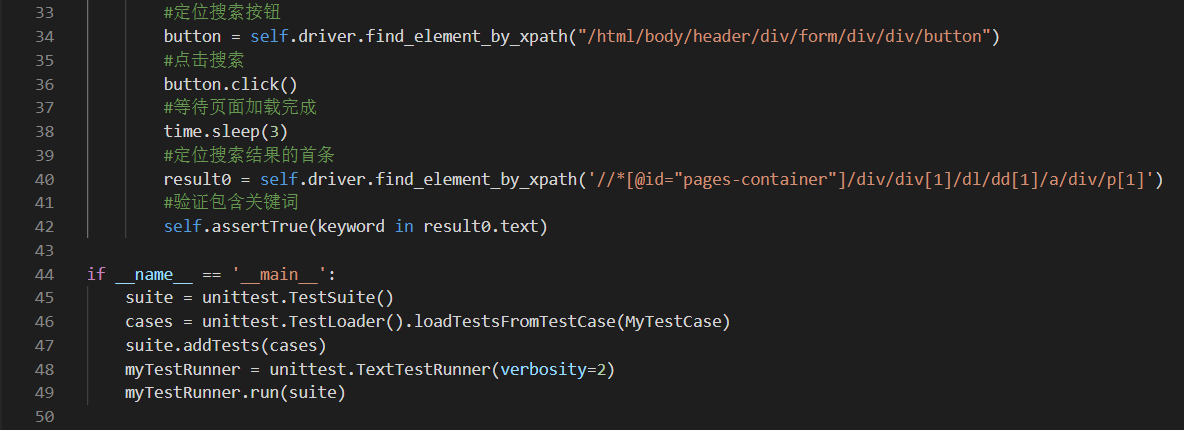 33 #定位搜索按钮
34 button = self.driver.find_element_by_xpath("/html/body/header/div/form/div/div/button")
35 #点击搜索
36 button.click()
37 #等待页面加载完成
38 time.sleep(3)
39 #定位搜索结果的首条
40 result0 = self.driver.find_element_by_xpath('//*[@id="pages-container"]/div/div[1]/dl/dd[1]/a/div/p[1]')
41 #验证包含关键词
42 self.assertTrue(keyword in result0.text)
43
44 if __name__ == '__main__':
45 suite = unittest.TestSuite()
46 cases = unittest.TestLoader().loadTestsFromTestCase(MyTestCase)
47 suite.addTests(cases)
48 myTestRunner = unittest.TextTestRunner(verbosity=2)
49 myTestRunner.run(suite)
50